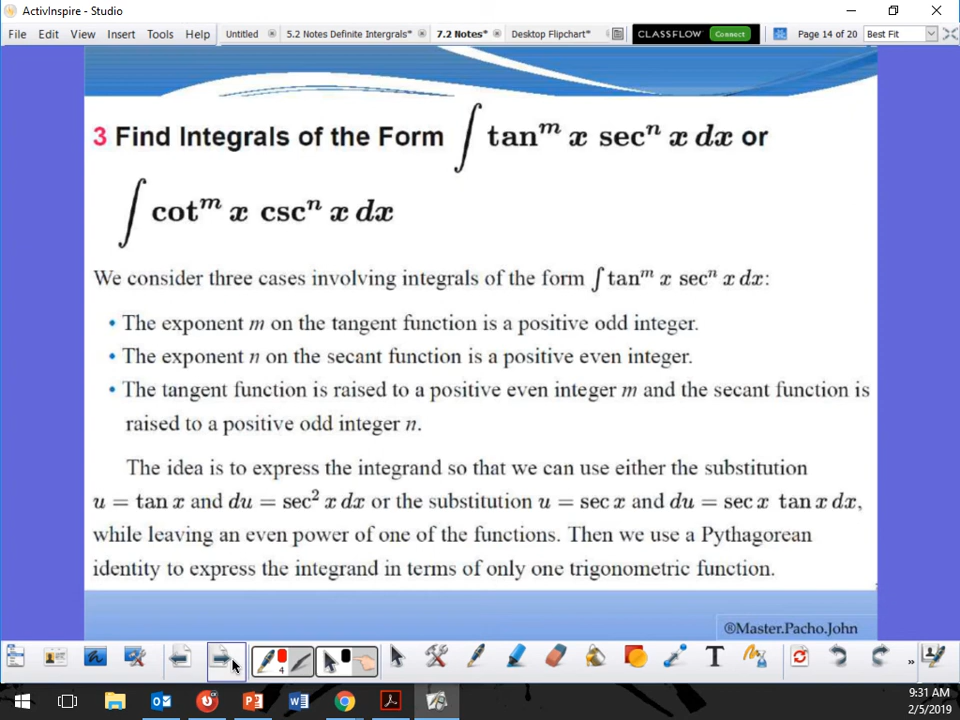 ActivInspire - Studio
File Edit View Insert Tools Help Untitled 5.2 Notes Definite Intergrals* 7.2 Notes* Desktop Flipchart* CLASSFLOW Connect Page 14 of 20 Best Fit
3 Find Integrals of the Form ∫ tanᵐ x secⁿ x dx or
∫ cotᵐ x cscⁿ x dx
We consider three cases involving integrals of the form ∫ tanᵐ x secⁿ x dx:
• The exponent m on the tangent function is a positive odd integer.
• The exponent n on the secant function is a positive even integer.
• The tangent function is raised to a positive even integer m and the secant function is
raised to a positive odd integer n.
The idea is to express the integrand so that we can use either the substitution
u = tan x and du = sec² x dx or the substitution u = sec x and du = sec x tan x dx,
while leaving an even power of one of the functions. Then we use a Pythagorean
identity to express the integrand in terms of only one trigonometric function.
®Master.Pacho.John
4 T »
9:31 AM
2/5/2019